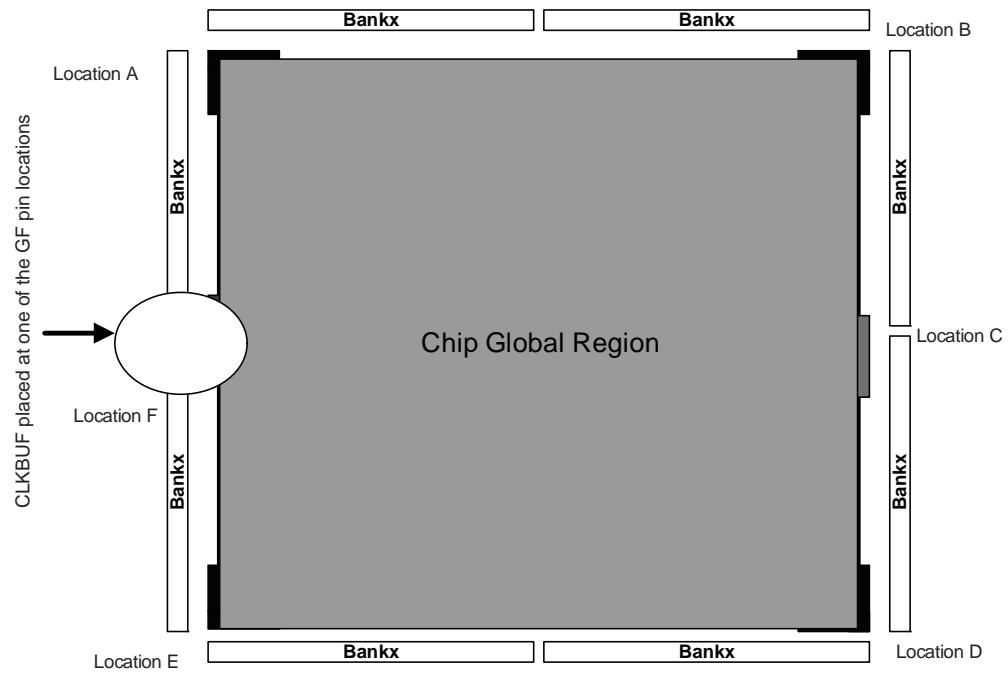 Bankx
Bankx
Location B
Location A
Bankx
Bankx
CLKBUF placed at one of the GF pin locations
Chip Global Region
Location C
Location F
Bankx
Bankx
Location E
Bankx
Bankx
Location D